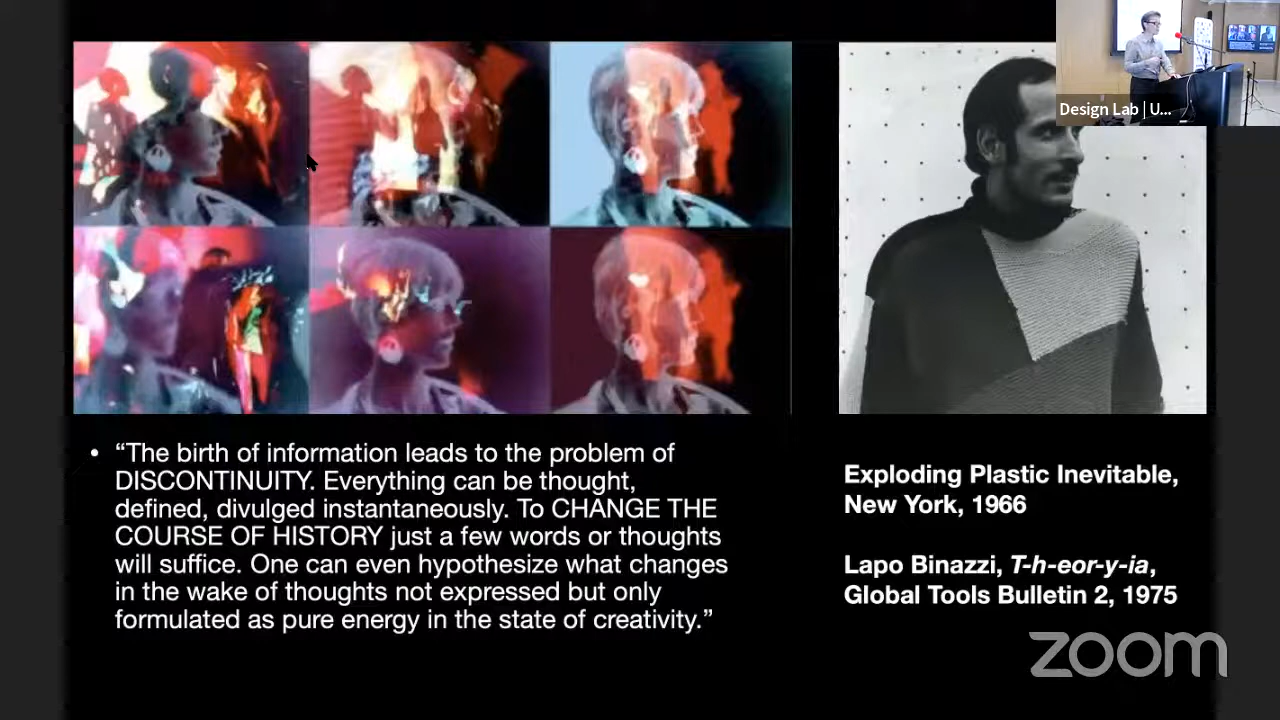 Design Lab | U...
• “The birth of information leads to the problem of
DISCONTINUITY. Everything can be thought,
defined, divulged instantaneously. To CHANGE THE
COURSE OF HISTORY just a few words or thoughts
will suffice. One can even hypothesize what changes
in the wake of thoughts not expressed but only
formulated as pure energy in the state of creativity.”
Exploding Plastic Inevitable,
New York, 1966
Lapo Binazzi, T-h-eor-y-ia,
Global Tools Bulletin 2, 1975
zoom